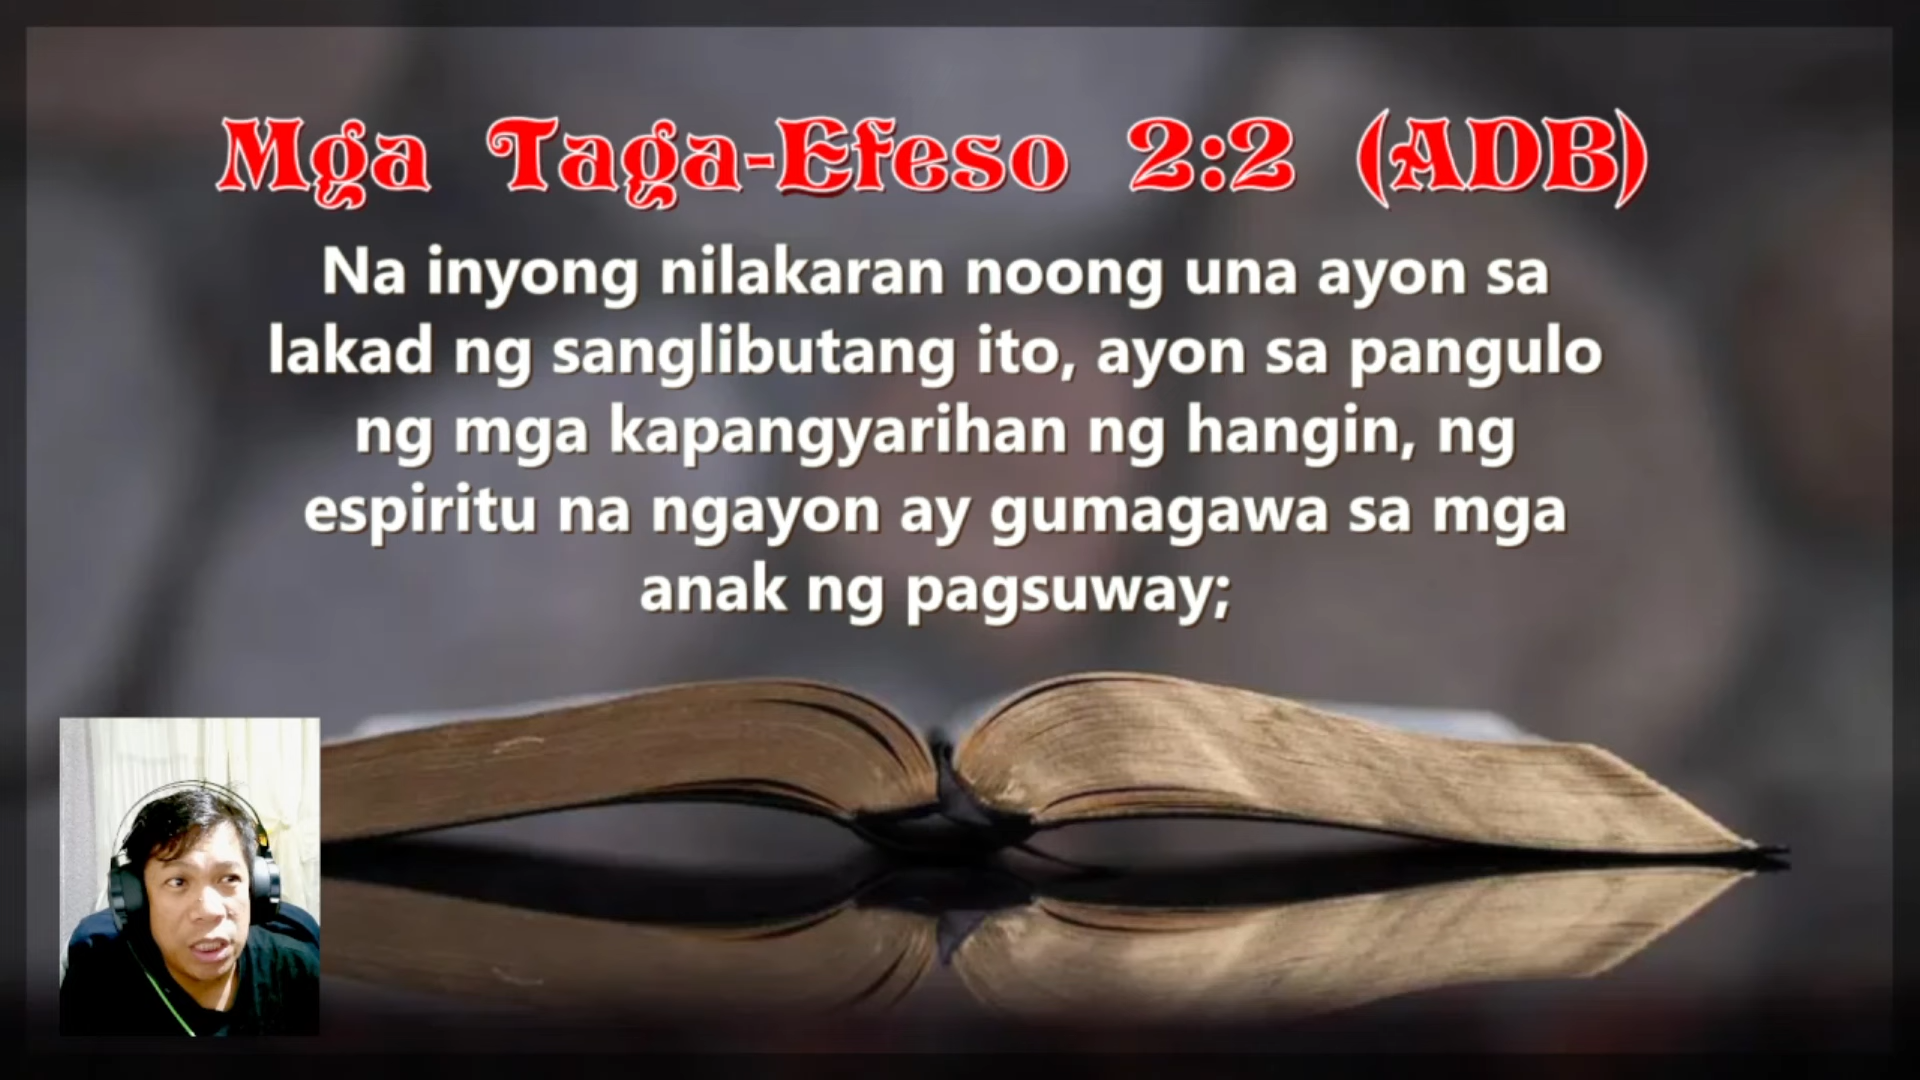 Mga Taga-Efeso 2:2 (ADB)
Na inyong nilakaran noong una ayon sa
lakad ng sanglibutang ito, ayon sa pangulo
ng mga kapangyarihan ng hangin, ng
espiritu na ngayon ay gumagawa sa mga
anak ng pagsuway;